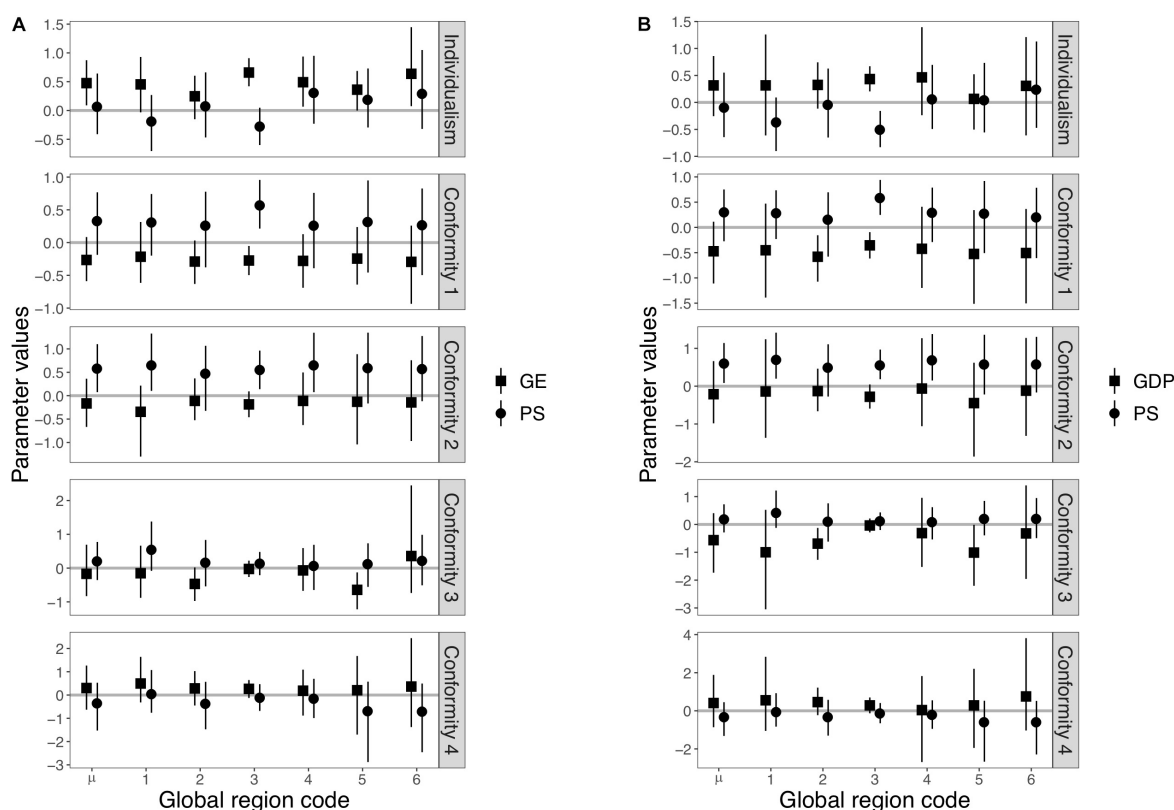 A
1.5
1.0
0.5
0.0
−0.5
Individualism
1.0
0.5
0.0
−0.5
−1.0
Conformity 1
1.0
0.5
0.0
−0.5
−1.0
Conformity 2
2
1
0
−1
Conformity 3
2
1
0
−1
−2
−3
Conformity 4
μ 1 2 3 4 5 6
Global region code
Parameter values
GE
PS
B
1.5
1.0
0.5
0.0
−0.5
−1.0
Individualism
1.0
0.5
0.0
−0.5
−1.0
−1.5
Conformity 1
1
0
−1
−2
Conformity 2
1
0
−1
−2
−3
Conformity 3
4
2
0
−2
Conformity 4
μ 1 2 3 4 5 6
Global region code
Parameter values
GDP
PS